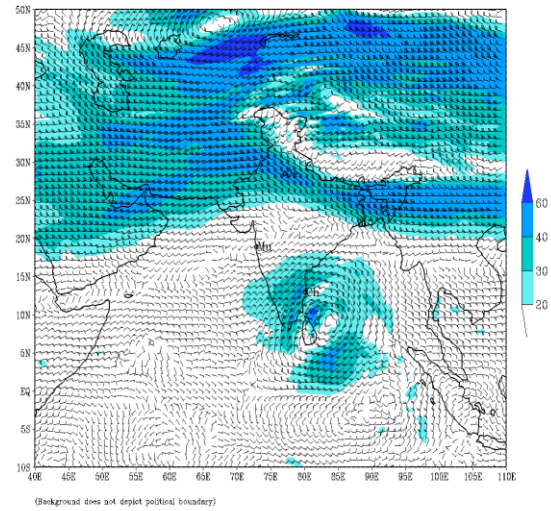 50N
45N
40N
35N
30N
25N
20N
15N
10N
5N
EQ
5S
10S
40E 45E 50E 55E 60E 65E 70E 75E 80E 85E 90E 95E 100E 105E 110E
60
40
30
20
Mu
Ch
(Background does not depict political boundary)